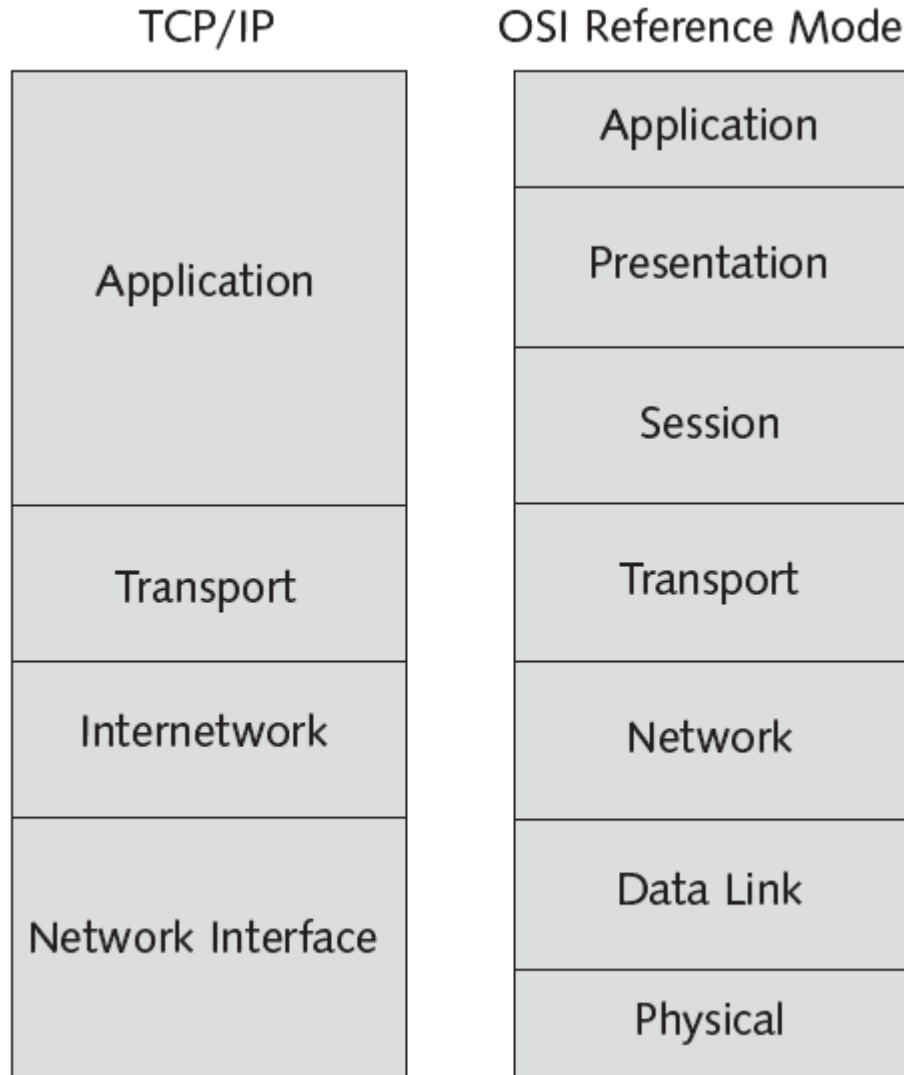 TCP/IP
Application
Transport
Internetwork
Network Interface
OSI Reference Mode
Application
Presentation
Session
Transport
Network
Data Link
Physical